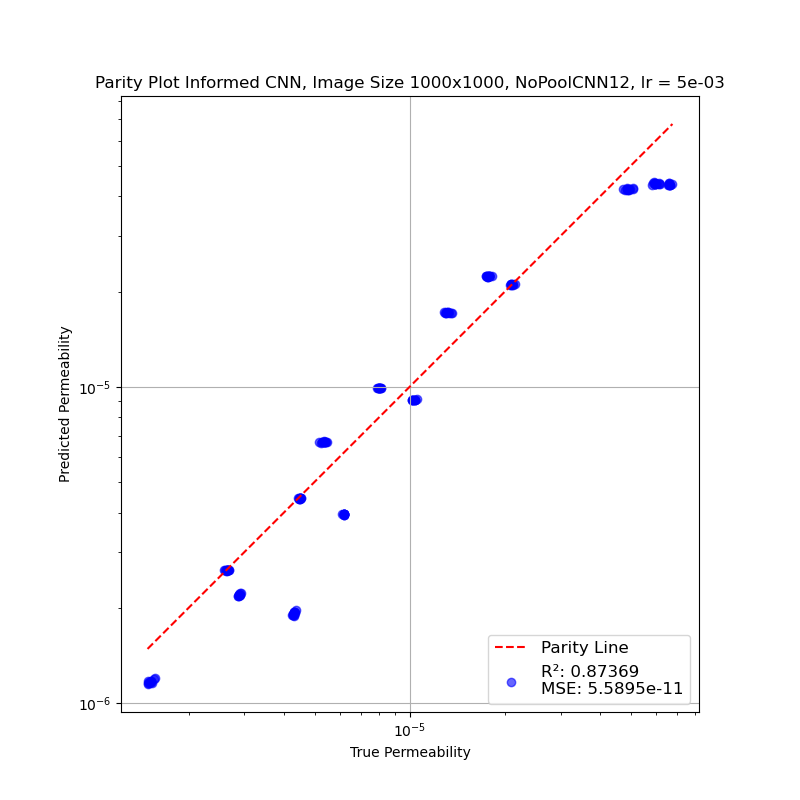 Parity Plot Informed CNN, Image Size 1000x1000, NoPoolCNN12, lr = 5e-03
Predicted Permeability
10⁻⁵
10⁻⁶
Parity Line
R²: 0.87369
MSE: 5.5895e-11
10⁻⁵
True Permeability